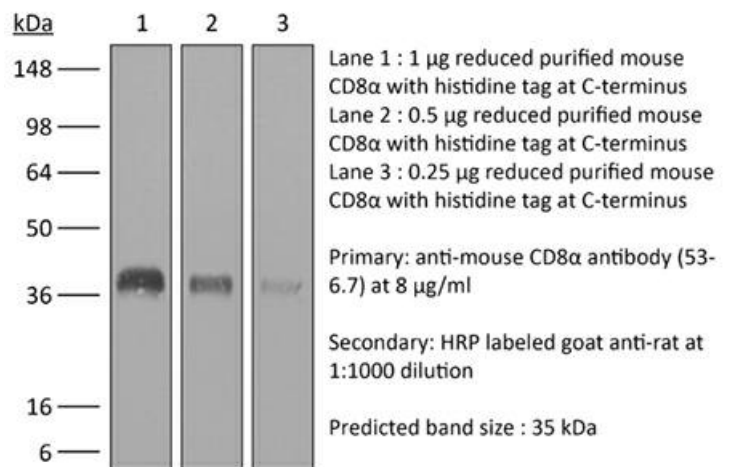 kDa 1 2 3
148
98
64
50
36
16
6
Lane 1 : 1 µg reduced purified mouse
CD8α with histidine tag at C-terminus
Lane 2 : 0.5 µg reduced purified mouse
CD8α with histidine tag at C-terminus
Lane 3 : 0.25 µg reduced purified mouse
CD8α with histidine tag at C-terminus
Primary: anti-mouse CD8α antibody (53-
6.7) at 8 µg/ml
Secondary: HRP labeled goat anti-rat at
1:1000 dilution
Predicted band size : 35 kDa